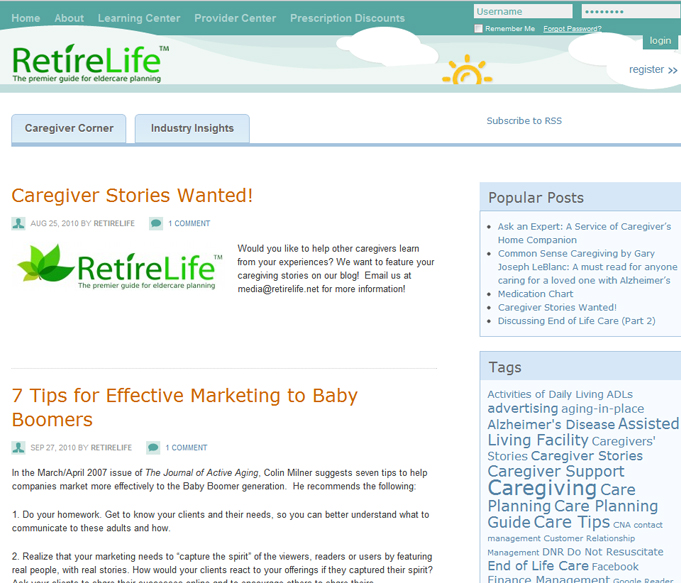 Home About Learning Center Provider Center Prescription Discounts
Username
Remember Me Forgot Password?
login
register >>
RetireLife™
The premier guide for eldercare planning
Caregiver Corner Industry Insights
Subscribe to RSS
Caregiver Stories Wanted!
AUG 25, 2010 BY RETIRELIFE 1 COMMENT
RetireLife™
The premier guide for eldercare planning
Would you like to help other caregivers learn
from your experiences? We want to feature your
caregiving stories on our blog! Email us at
media@retirelife.net for more information!
7 Tips for Effective Marketing to Baby
Boomers
SEP 27, 2010 BY RETIRELIFE 1 COMMENT
In the March/April 2007 issue of The Journal of Active Aging, Colin Milner suggests seven tips to help
companies market more effectively to the Baby Boomer generation. He recommends the following:
1. Do your homework. Get to know your clients and their needs, so you can better understand what to
communicate to these adults and how.
2. Realize that your marketing needs to “capture the spirit” of the viewers, readers or users by featuring
real people, with real stories. How would your clients react to your offerings if they captured their spirit?
Ask your clients to share their successes online and to encourage others to share theirs
Popular Posts
Ask an Expert: A Service of Caregiver's
Home Companion
Common Sense Caregiving by Gary
Joseph LeBlanc: A must read for anyone
caring for a loved one with Alzheimer's
Medication Chart
Caregiver Stories Wanted!
Discussing End of Life Care (Part 2)
Tags
Activities of Daily Living ADLs
advertising aging-in-place
Alzheimer's Disease Assisted
Living Facility Caregivers'
Stories Caregiver Stories
Caregiver Support
Caregiving Care
Planning Care Planning
Guide Care Tips CNA contact
management Customer Relationship
Management DNR Do Not Resuscitate
End of Life Care Facebook
Finance Management Google Google Reader